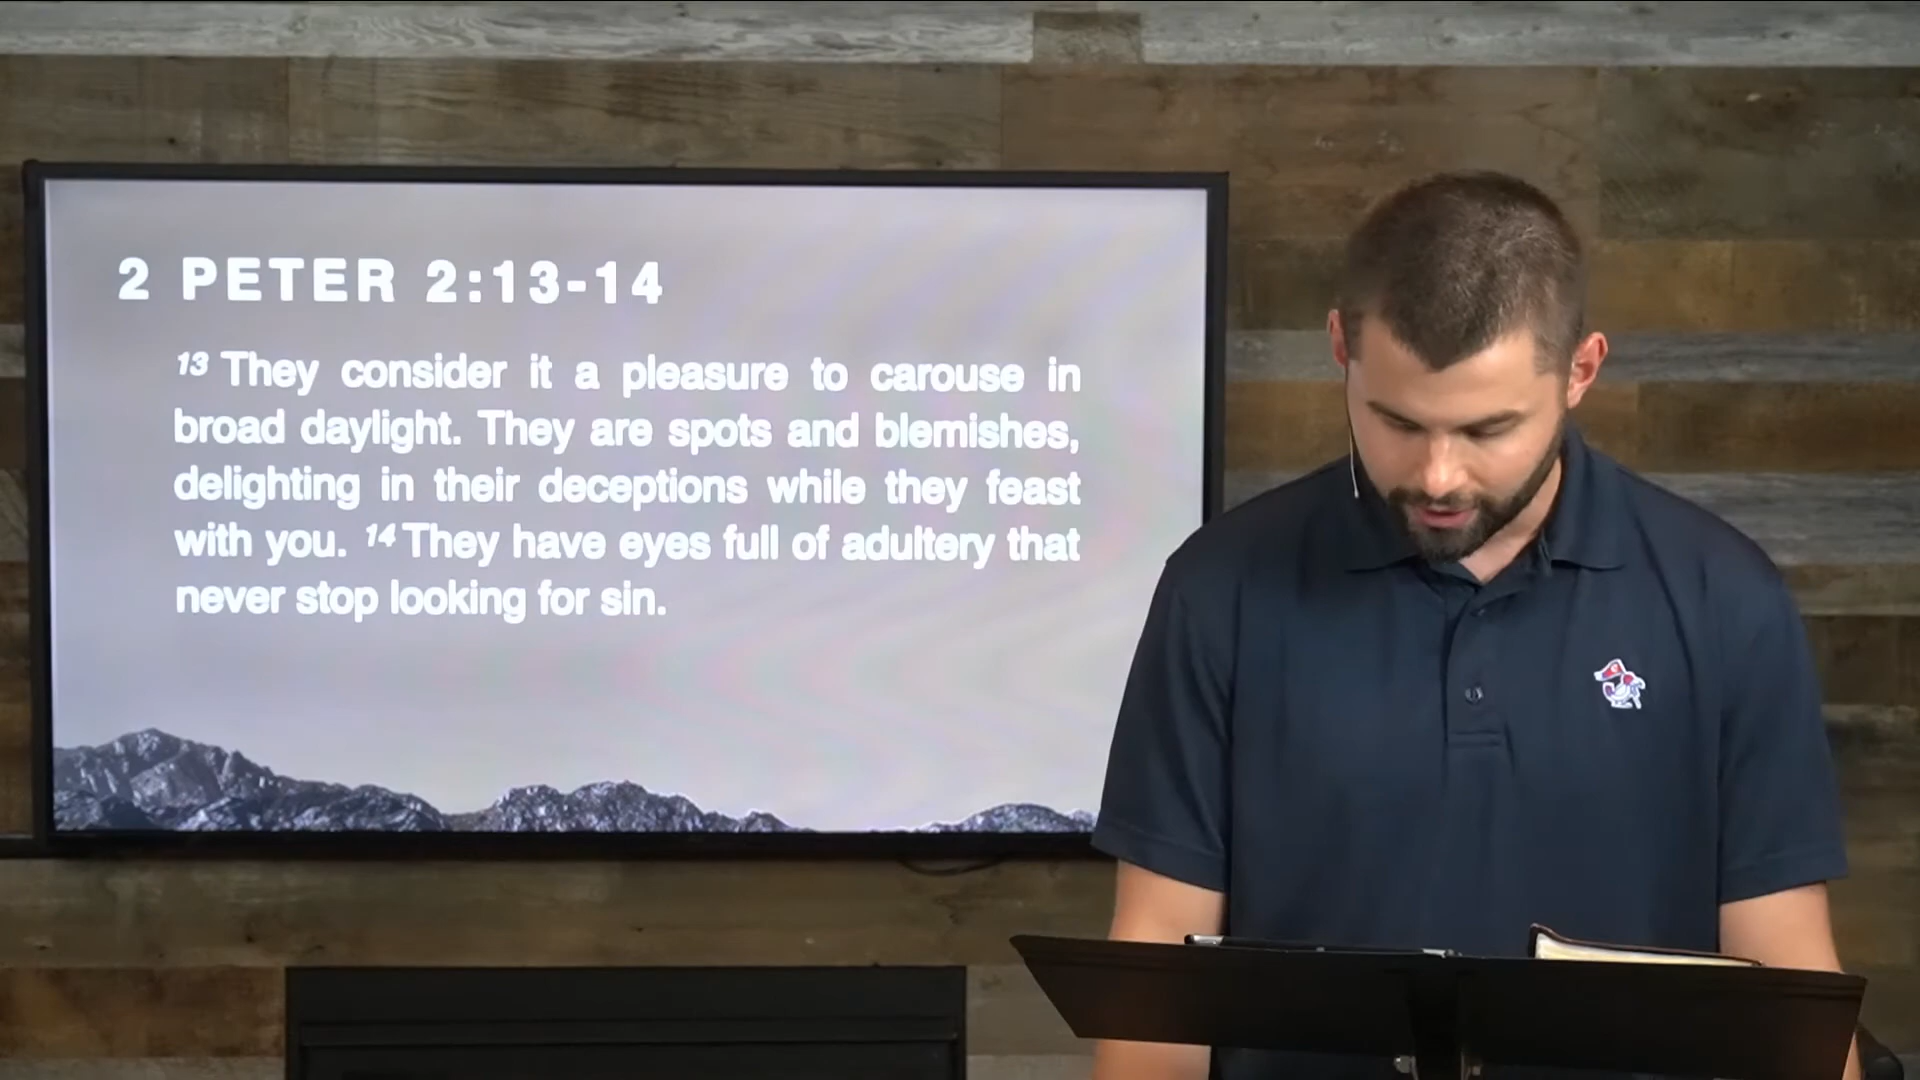 2 PETER 2:13-14
13 They consider it a pleasure to carouse in
broad daylight. They are spots and blemishes,
delighting in their deceptions while they feast
with you. 14 They have eyes full of adultery that
never stop looking for sin.